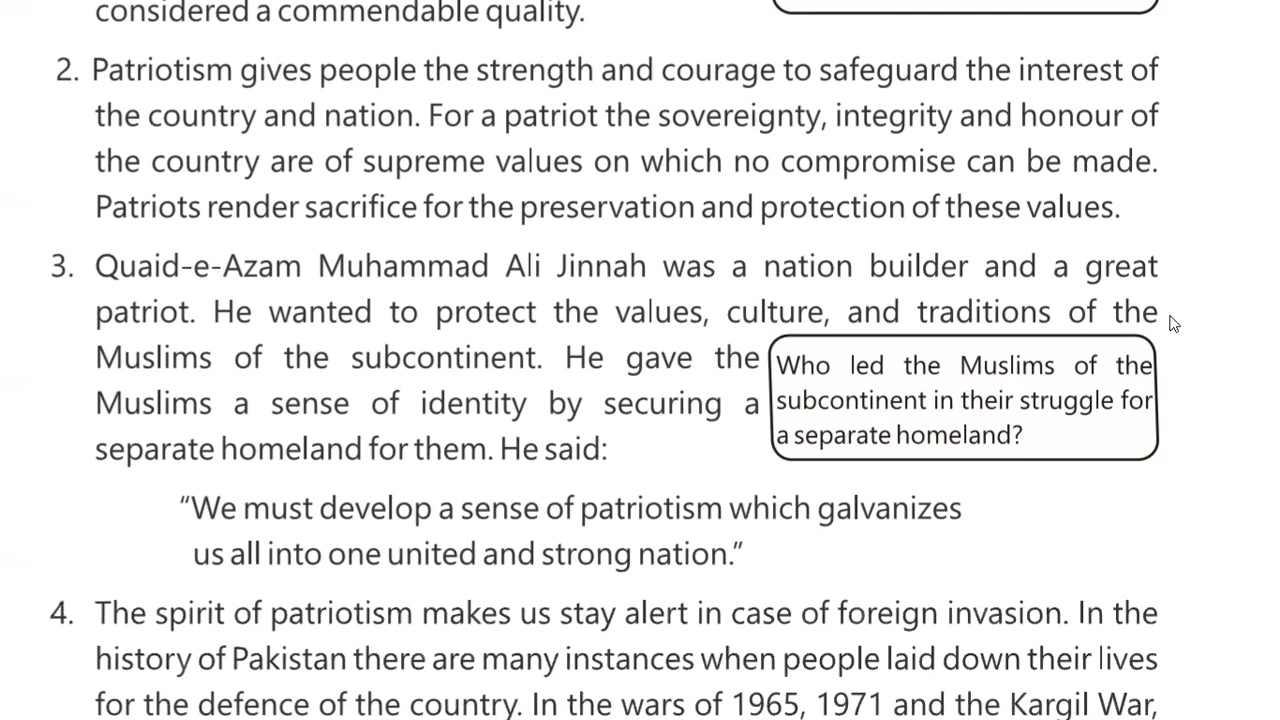 considered a commendable quality.
2. Patriotism gives people the strength and courage to safeguard the interest of
the country and nation. For a patriot the sovereignty, integrity and honour of
the country are of supreme values on which no compromise can be made.
Patriots render sacrifice for the preservation and protection of these values.
3. Quaid-e-Azam Muhammad Ali Jinnah was a nation builder and a great
patriot. He wanted to protect the values, culture, and traditions of the
Muslims of the subcontinent. He gave the
Muslims a sense of identity by securing a
separate homeland for them. He said:
Who led the Muslims of the
subcontinent in their struggle for
a separate homeland?
“We must develop a sense of patriotism which galvanizes
us all into one united and strong nation.”
4. The spirit of patriotism makes us stay alert in case of foreign invasion. In the
history of Pakistan there are many instances when people laid down their lives
for the defence of the country. In the wars of 1965, 1971 and the Kargil War,